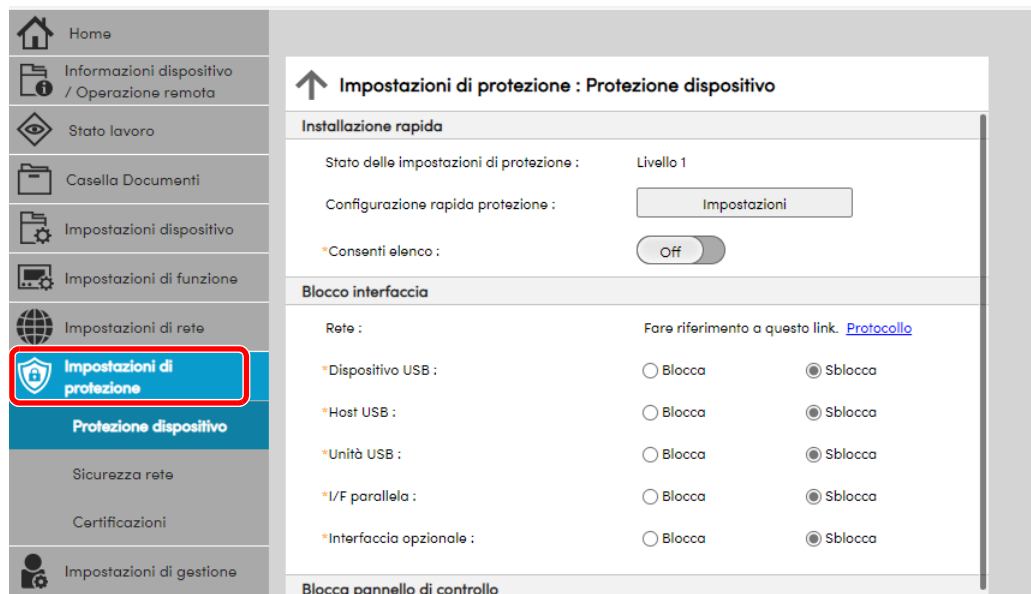 Home
Informazioni dispositivo
/ Operazione remota
Stato lavoro
Casella Documenti
Impostazioni dispositivo
Impostazioni di funzione
Impostazioni di rete
Impostazioni di
protezione
Protezione dispositivo
Sicurezza rete
Certificazioni
Impostazioni di gestione
Impostazioni di protezione : Protezione dispositivo
Installazione rapida
Stato delle impostazioni di protezione : Livello 1
Configurazione rapida protezione : Impostazioni
*Consenti elenco : Off
Blocco interfaccia
Rete : Fare riferimento a questo link. Protocollo
*Dispositivo USB : Blocca Sblocca
*Host USB : Blocca Sblocca
*Unità USB : Blocca Sblocca
*I/F parallela : Blocca Sblocca
*Interfaccia opzionale : Blocca Sblocca
Blocca pannello di controllo